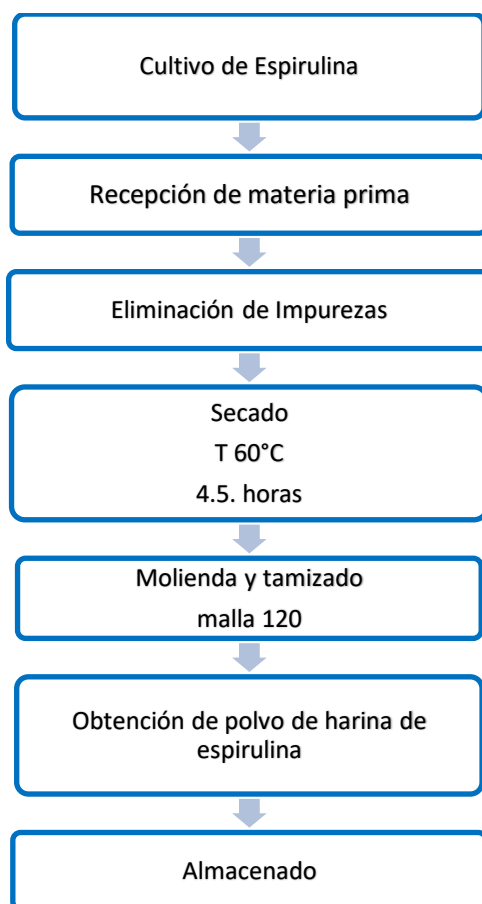 Cultivo de Espirulina
Recepción de materia prima
Eliminación de Impurezas
Secado
T 60°C
4.5. horas
Molienda y tamizado
malla 120
Obtención de polvo de harina de
espirulina
Almacenado